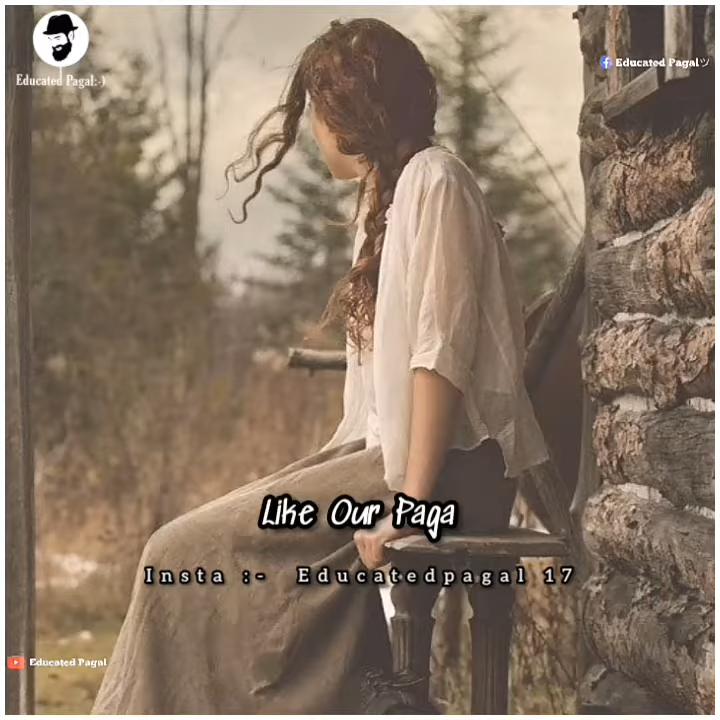 Educated Pagal:-)
Educated Pagalツ
Like Our Paga
Insta :- Educatedpagal 17
Educated Pagal